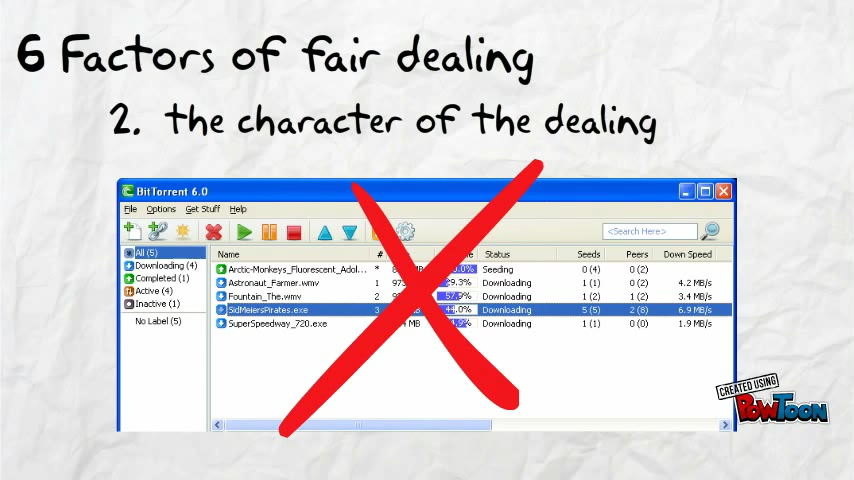 6 Factors of fair dealing
2. the character of the dealing
BitTorrent 6.0
File Options Get Stuff Help
<Search Here>
All (5)
Downloading (4)
Completed (1)
Active (4)
Inactive (1)
No Label (5)
Name # Status Seeds Peers Down Speed
Arctic-Monkeys_Fluorescent_Adol... * Seeding 0 (4) 0 (2)
Astronaut_Farmer.wmv 1 Downloading 1 (1) 0 (2) 4.2 MB/s
Fountain_The.wmv 2 Downloading 1 (2) 1 (2) 3.4 MB/s
SidMeiersPirates.exe 3 Downloading 5 (5) 2 (8) 6.9 MB/s
SuperSpeedway_720.exe MB Downloading 1 (1) 0 (0) 1.9 MB/s
CREATED USING
POWTOON